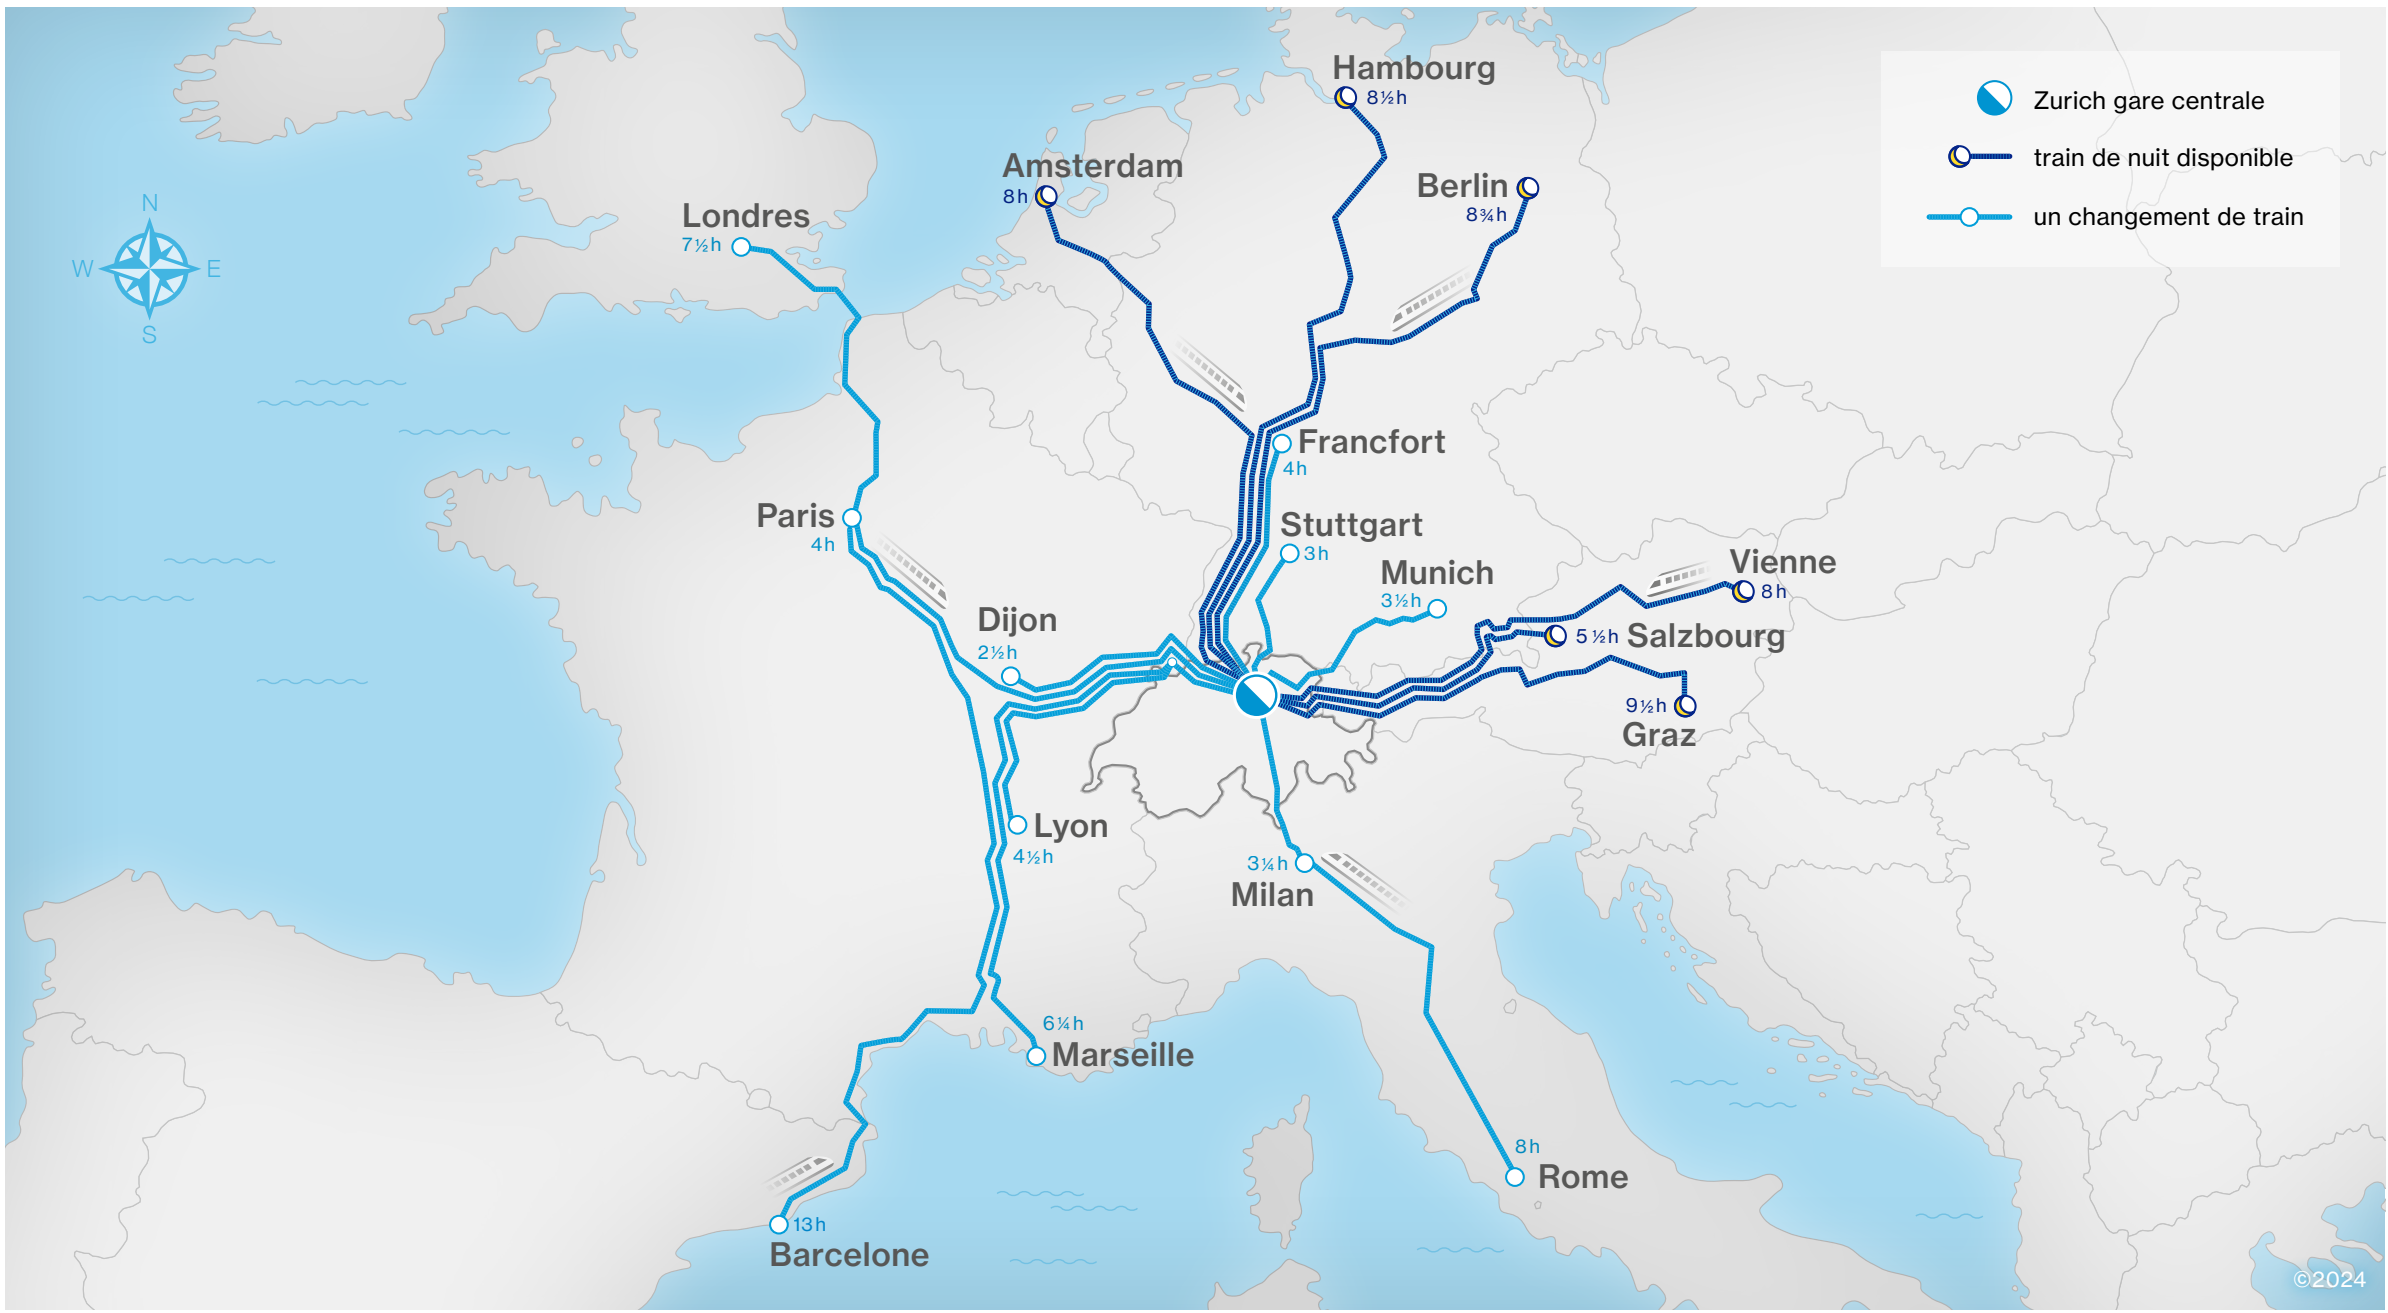 Hambourg
8½h
Zurich gare centrale
train de nuit disponible
un changement de train
Amsterdam
8h
Berlin
8¾h
N
W
E
S
Londres
7½h
Francfort
4h
Paris
4h
Stuttgart
3h
Munich
3½h
Vienne
8h
Dijon
2½h
5½h Salzbourg
9½h
Graz
Lyon
4½h
3¼h
Milan
6¼h
Marseille
8h
Rome
13h
Barcelone
©2024